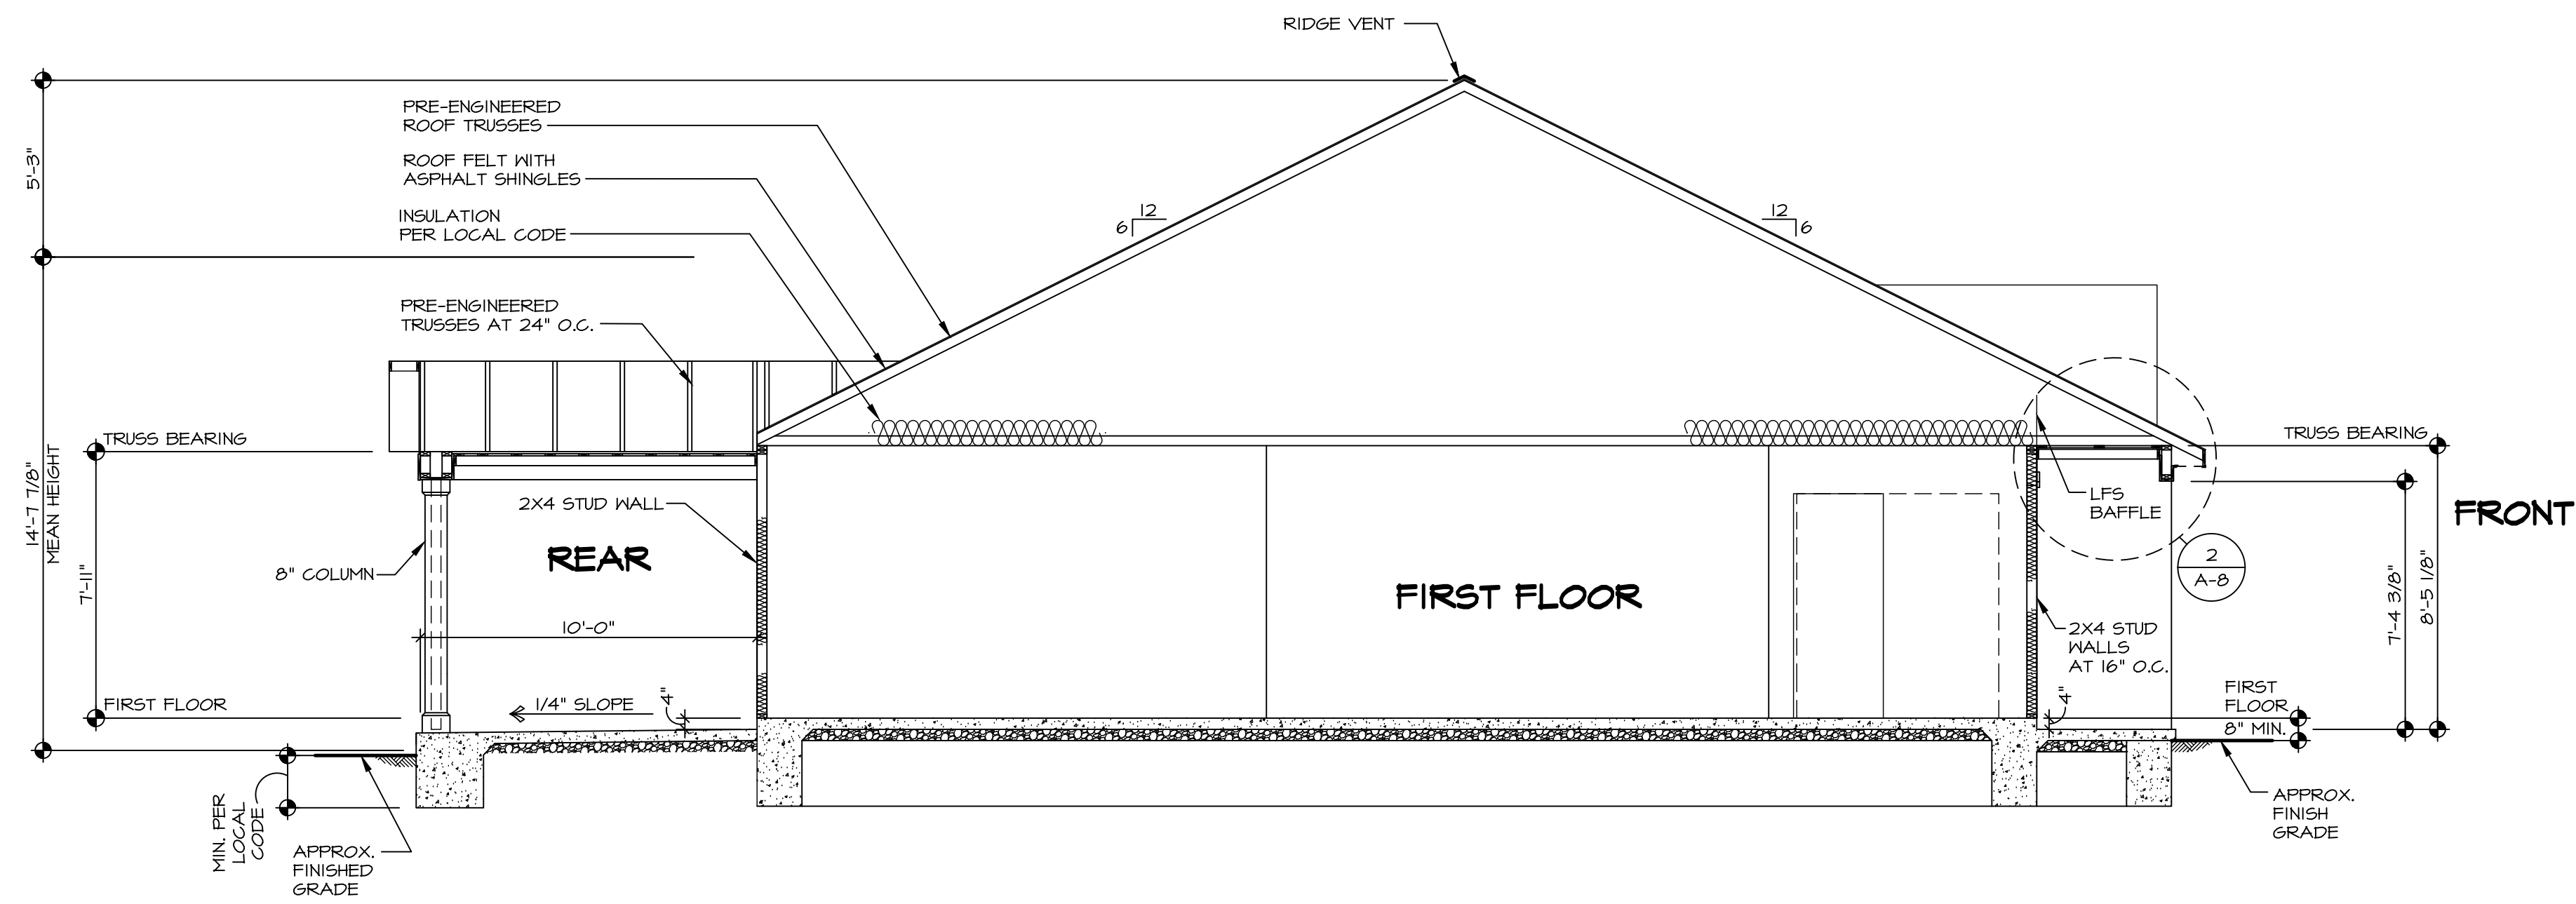 RIDGE VENT
PRE-ENGINEERED
ROOF TRUSSES
ROOF FELT WITH
ASPHALT SHINGLES
INSULATION
PER LOCAL CODE
12
6
12
6
5'-3"
PRE-ENGINEERED
TRUSSES AT 24" O.C.
TRUSS BEARING
TRUSS BEARING
14'-7 7/8"
MEAN HEIGHT
7'-11"
2X4 STUD WALL
REAR
8" COLUMN
10'-0"
FIRST FLOOR
1/4" SLOPE
4"
FIRST FLOOR
LFS
BAFFLE
FRONT
2
A-8
2X4 STUD
WALLS
AT 16" O.C.
7'-4 3/8"
8'-5 1/8"
4"
FIRST
FLOOR
8" MIN.
MIN. PER
LOCAL
CODE
APPROX.
FINISHED
GRADE
APPROX.
FINISH
GRADE